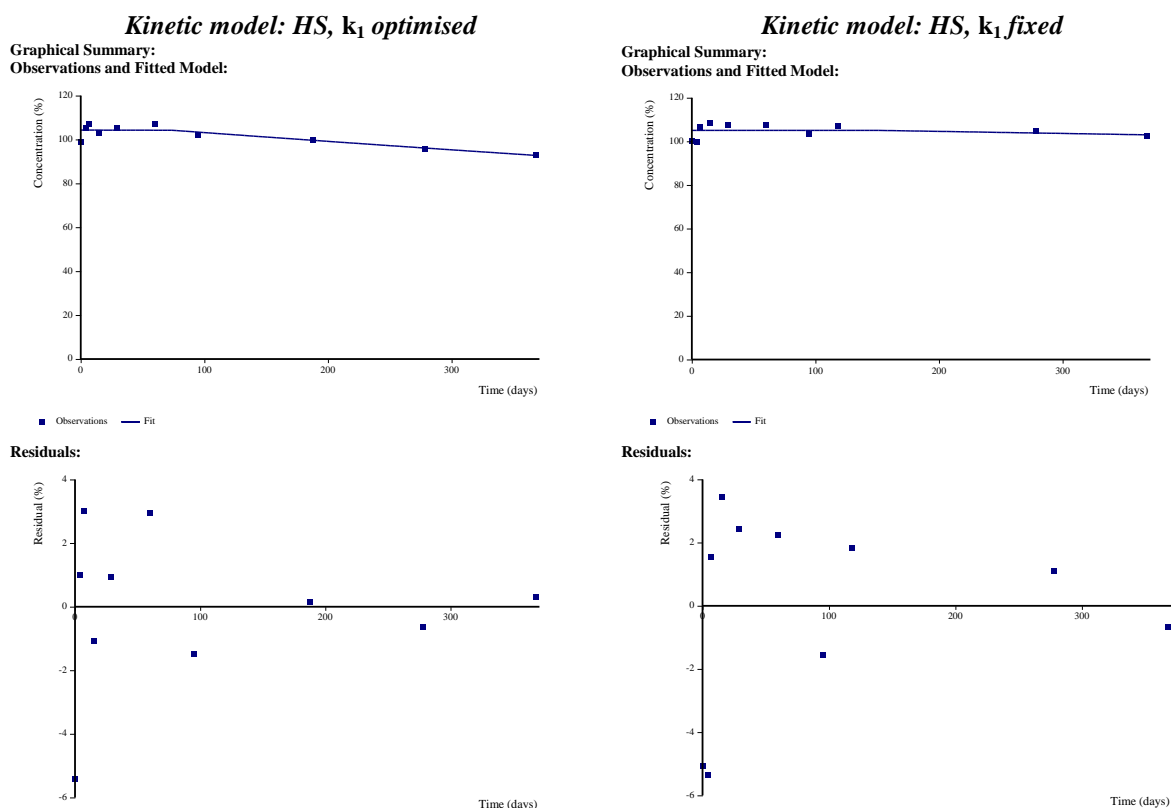 Kinetic model: HS, k1 optimised
Graphical Summary:
Observations and Fitted Model:
120
100
80
60
40
20
0
Concentration (%)
0 100 200 300
Time (days)
Observations Fit
Residuals:
4
2
0
-2
-4
-6
Residual (%)
0 100 200 300
Time (days)
Kinetic model: HS, k1 fixed
Graphical Summary:
Observations and Fitted Model:
120
100
80
60
40
20
0
Concentration (%)
0 100 200 300
Time (days)
Observations Fit
Residuals:
4
2
0
-2
-4
-6
Residual (%)
0 100 200 300
Time (days)